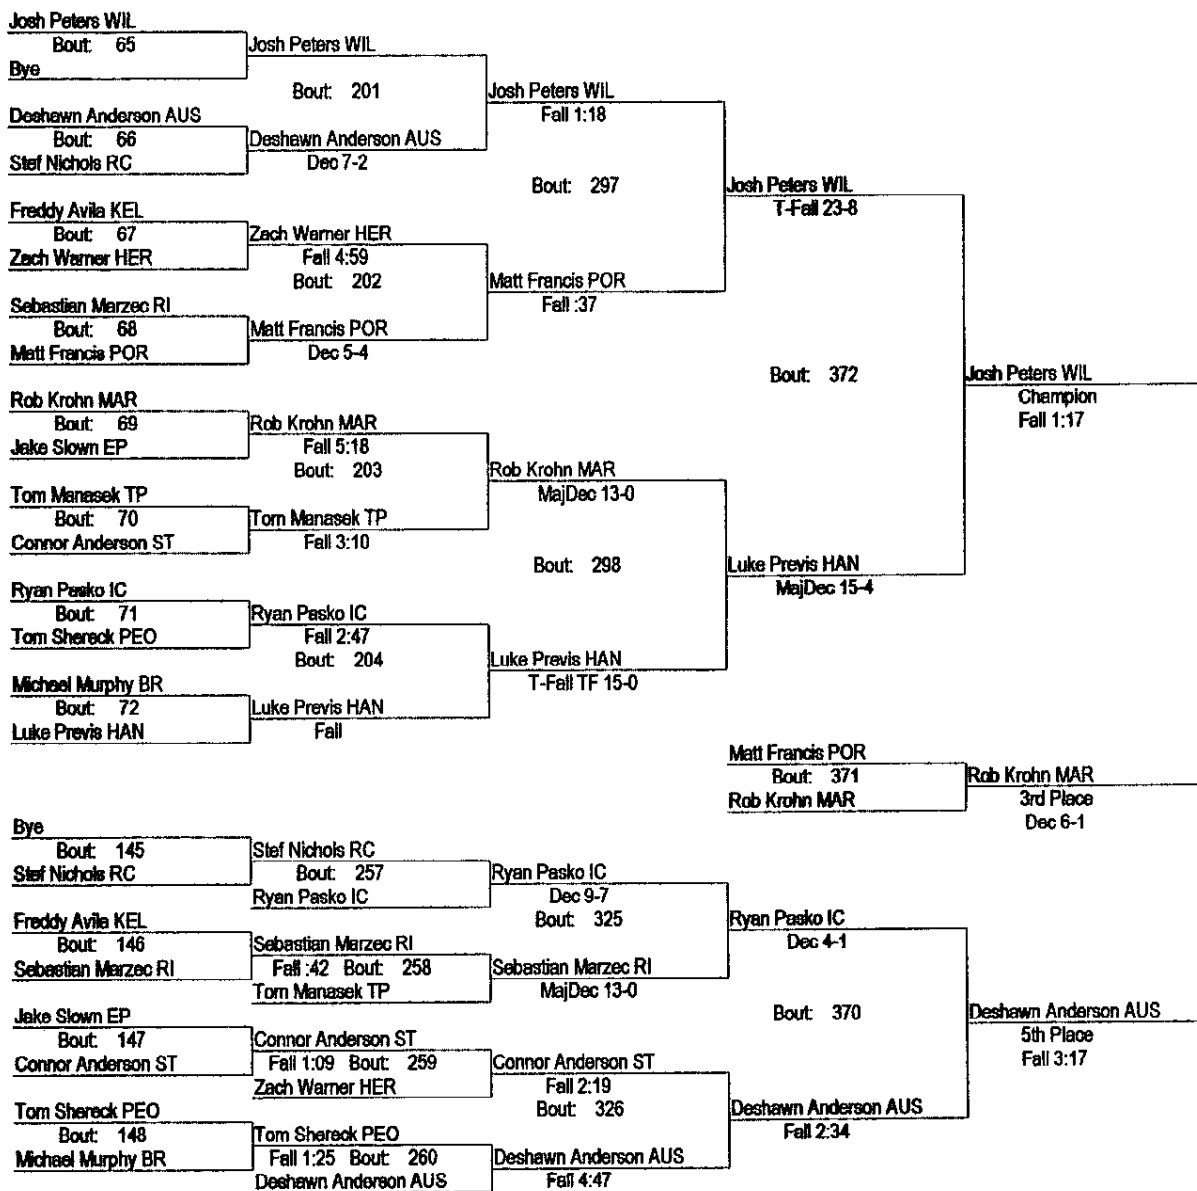 Josh Peters WIL
Bout: 65
Bye
Josh Peters WIL
Bout: 201
Deshawn Anderson AUS
Bout: 66
Stef Nichols RC
Deshawn Anderson AUS
Dec 7-2
Josh Peters WIL
Fall 1:18
Bout: 297
Freddy Avila KEL
Bout: 67
Zach Warner HER
Zach Warner HER
Fall 4:59
Bout: 202
Sebastian Marzec RI
Bout: 68
Matt Francis POR
Matt Francis POR
Dec 5-4
Matt Francis POR
Fall :37
Josh Peters WIL
T-Fall 23-8
Bout: 372
Rob Krohn MAR
Bout: 69
Jake Slown EP
Rob Krohn MAR
Fall 5:18
Bout: 203
Tom Manasek TP
Bout: 70
Connor Anderson ST
Tom Manasek TP
Fall 3:10
Rob Krohn MAR
MajDec 13-0
Bout: 298
Ryan Pasko IC
Bout: 71
Tom Shereck PEO
Ryan Pasko IC
Fall 2:47
Bout: 204
Michael Murphy BR
Bout: 72
Luke Previs HAN
Luke Previs HAN
Fall
Luke Previs HAN
T-Fall TF 15-0
Luke Previs HAN
MajDec 15-4
Josh Peters WIL
Champion
Fall 1:17
Matt Francis POR
Bout: 371
Rob Krohn MAR
Rob Krohn MAR
3rd Place
Dec 6-1
Bye
Bout: 145
Stef Nichols RC
Stef Nichols RC
Bout: 257
Ryan Pasko IC
Ryan Pasko IC
Dec 9-7
Bout: 325
Freddy Avila KEL
Bout: 146
Sebastian Marzec RI
Sebastian Marzec RI
Fall :42 Bout: 258
Tom Manasek TP
Sebastian Marzec RI
MajDec 13-0
Ryan Pasko IC
Dec 4-1
Bout: 370
Jake Slown EP
Bout: 147
Connor Anderson ST
Connor Anderson ST
Fall 1:09 Bout: 259
Zach Warner HER
Connor Anderson ST
Fall 2:19
Bout: 326
Tom Shereck PEO
Bout: 148
Michael Murphy BR
Tom Shereck PEO
Fall 1:25 Bout: 260
Deshawn Anderson AUS
Deshawn Anderson AUS
Fall 4:47
Deshawn Anderson AUS
Fall 2:34
Deshawn Anderson AUS
5th Place
Fall 3:17